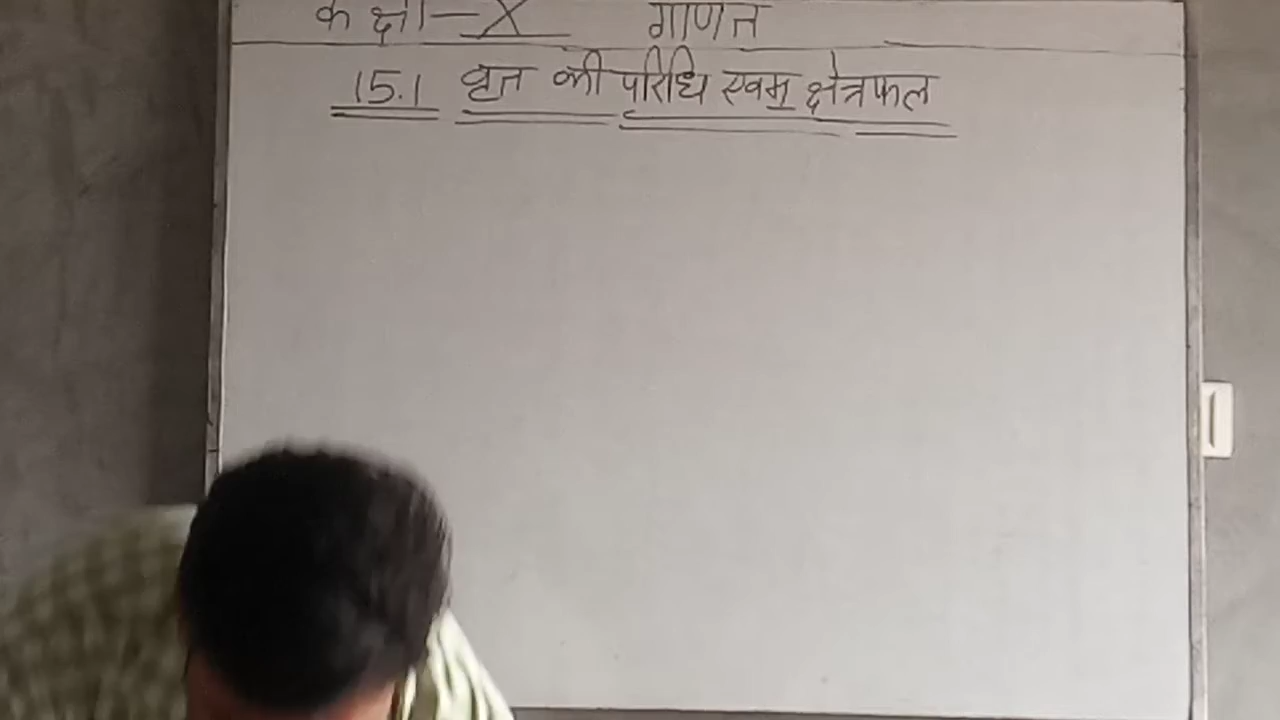 कक्षा-X गणित
15.1 वृत की परिधि एवम् क्षेत्रफल